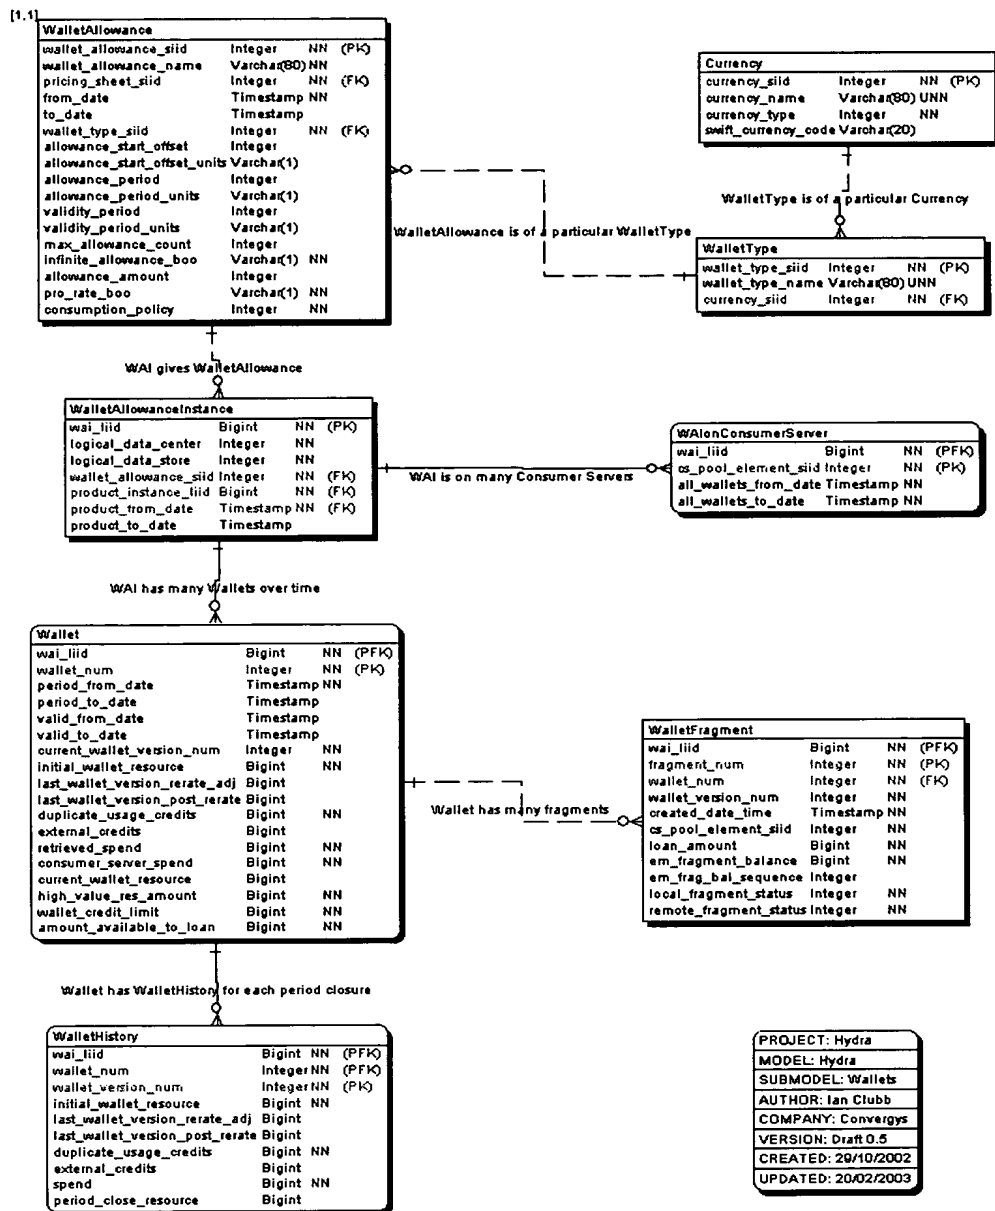 [1,1]
WalletAllowance
wallet_allowance_siid Integer NN (PK)
wallet_allowance_name Varchar(80) NN
pricing_sheet_siid Integer NN (FK)
from_date Timestamp NN
to_date Timestamp
wallet_type_siid Integer NN (FK)
allowance_start_offset Integer
allowance_start_offset_units Varchar(1)
allowance_period Integer
allowance_period_units Varchar(1)
validity_period Integer
validity_period_units Varchar(1)
max_allowance_count Integer
infinite_allowance_boo Varchar(1) NN
allowance_amount Integer
pro_rate_boo Varchar(1) NN
consumption_policy Integer NN
Currency
currency_siid Integer NN (PK)
currency_name Varchar(80) UNN
currency_type Integer NN
swift_currency_code Varchar(20)
WalletType is of a particular Currency
WalletAllowance is of a particular WalletType
WalletType
wallet_type_siid Integer NN (PK)
wallet_type_name Varchar(80) UNN
currency_siid Integer NN (FK)
WAI gives WalletAllowance
WalletAllowanceInstance
wai_liid Bigint NN (PK)
logical_data_center Integer NN
logical_data_store Integer NN
wallet_allowance_siid Integer NN (FK)
product_instance_liid Bigint NN (FK)
product_from_date Timestamp NN (FK)
product_to_date Timestamp
WAI is on many Consumer Servers
WAIonConsumerServer
wai_liid Bigint NN (PFK)
cs_pool_element_siid Integer NN (PK)
all_wallets_from_date Timestamp NN
all_wallets_to_date Timestamp NN
WAI has many Wallets over time
Wallet
wai_liid Bigint NN (PFK)
wallet_num Integer NN (PK)
period_from_date Timestamp NN
period_to_date Timestamp
valid_from_date Timestamp
valid_to_date Timestamp
current_wallet_version_num Integer NN
initial_wallet_resource Bigint NN
last_wallet_version_rerate_adj Bigint
last_wallet_version_post_rerate Bigint
duplicate_usage_credits Bigint NN
external_credits Bigint
retrieved_spend Bigint NN
consumer_server_spend Bigint NN
current_wallet_resource Bigint
high_value_res_amount Bigint NN
wallet_credit_limit Bigint NN
amount_available_to_loan Bigint NN
Wallet has many fragments
WalletFragment
wai_liid Bigint NN (PFK)
fragment_num Integer NN (PK)
wallet_num Integer NN (FK)
wallet_version_num Integer NN
created_date_time Timestamp NN
cs_pool_element_siid Integer NN
loan_amount Bigint NN
em_fragment_balance Bigint NN
em_frag_bal_sequence Integer
local_fragment_status Integer NN
remote_fragment_status Integer NN
Wallet has WalletHistory for each period closure
WalletHistory
wai_liid Bigint NN (PFK)
wallet_num Integer NN (PFK)
wallet_version_num Integer NN (PK)
initial_wallet_resource Bigint NN
last_wallet_version_rerate_adj Bigint
last_wallet_version_post_rerate Bigint
duplicate_usage_credits Bigint NN
external_credits Bigint
spend Bigint NN
period_close_resource Bigint
PROJECT: Hydra
MODEL: Hydra
SUBMODEL: Wallets
AUTHOR: Ian Clubb
COMPANY: Convergys
VERSION: Draft 0.5
CREATED: 29/10/2002
UPDATED: 20/02/2003